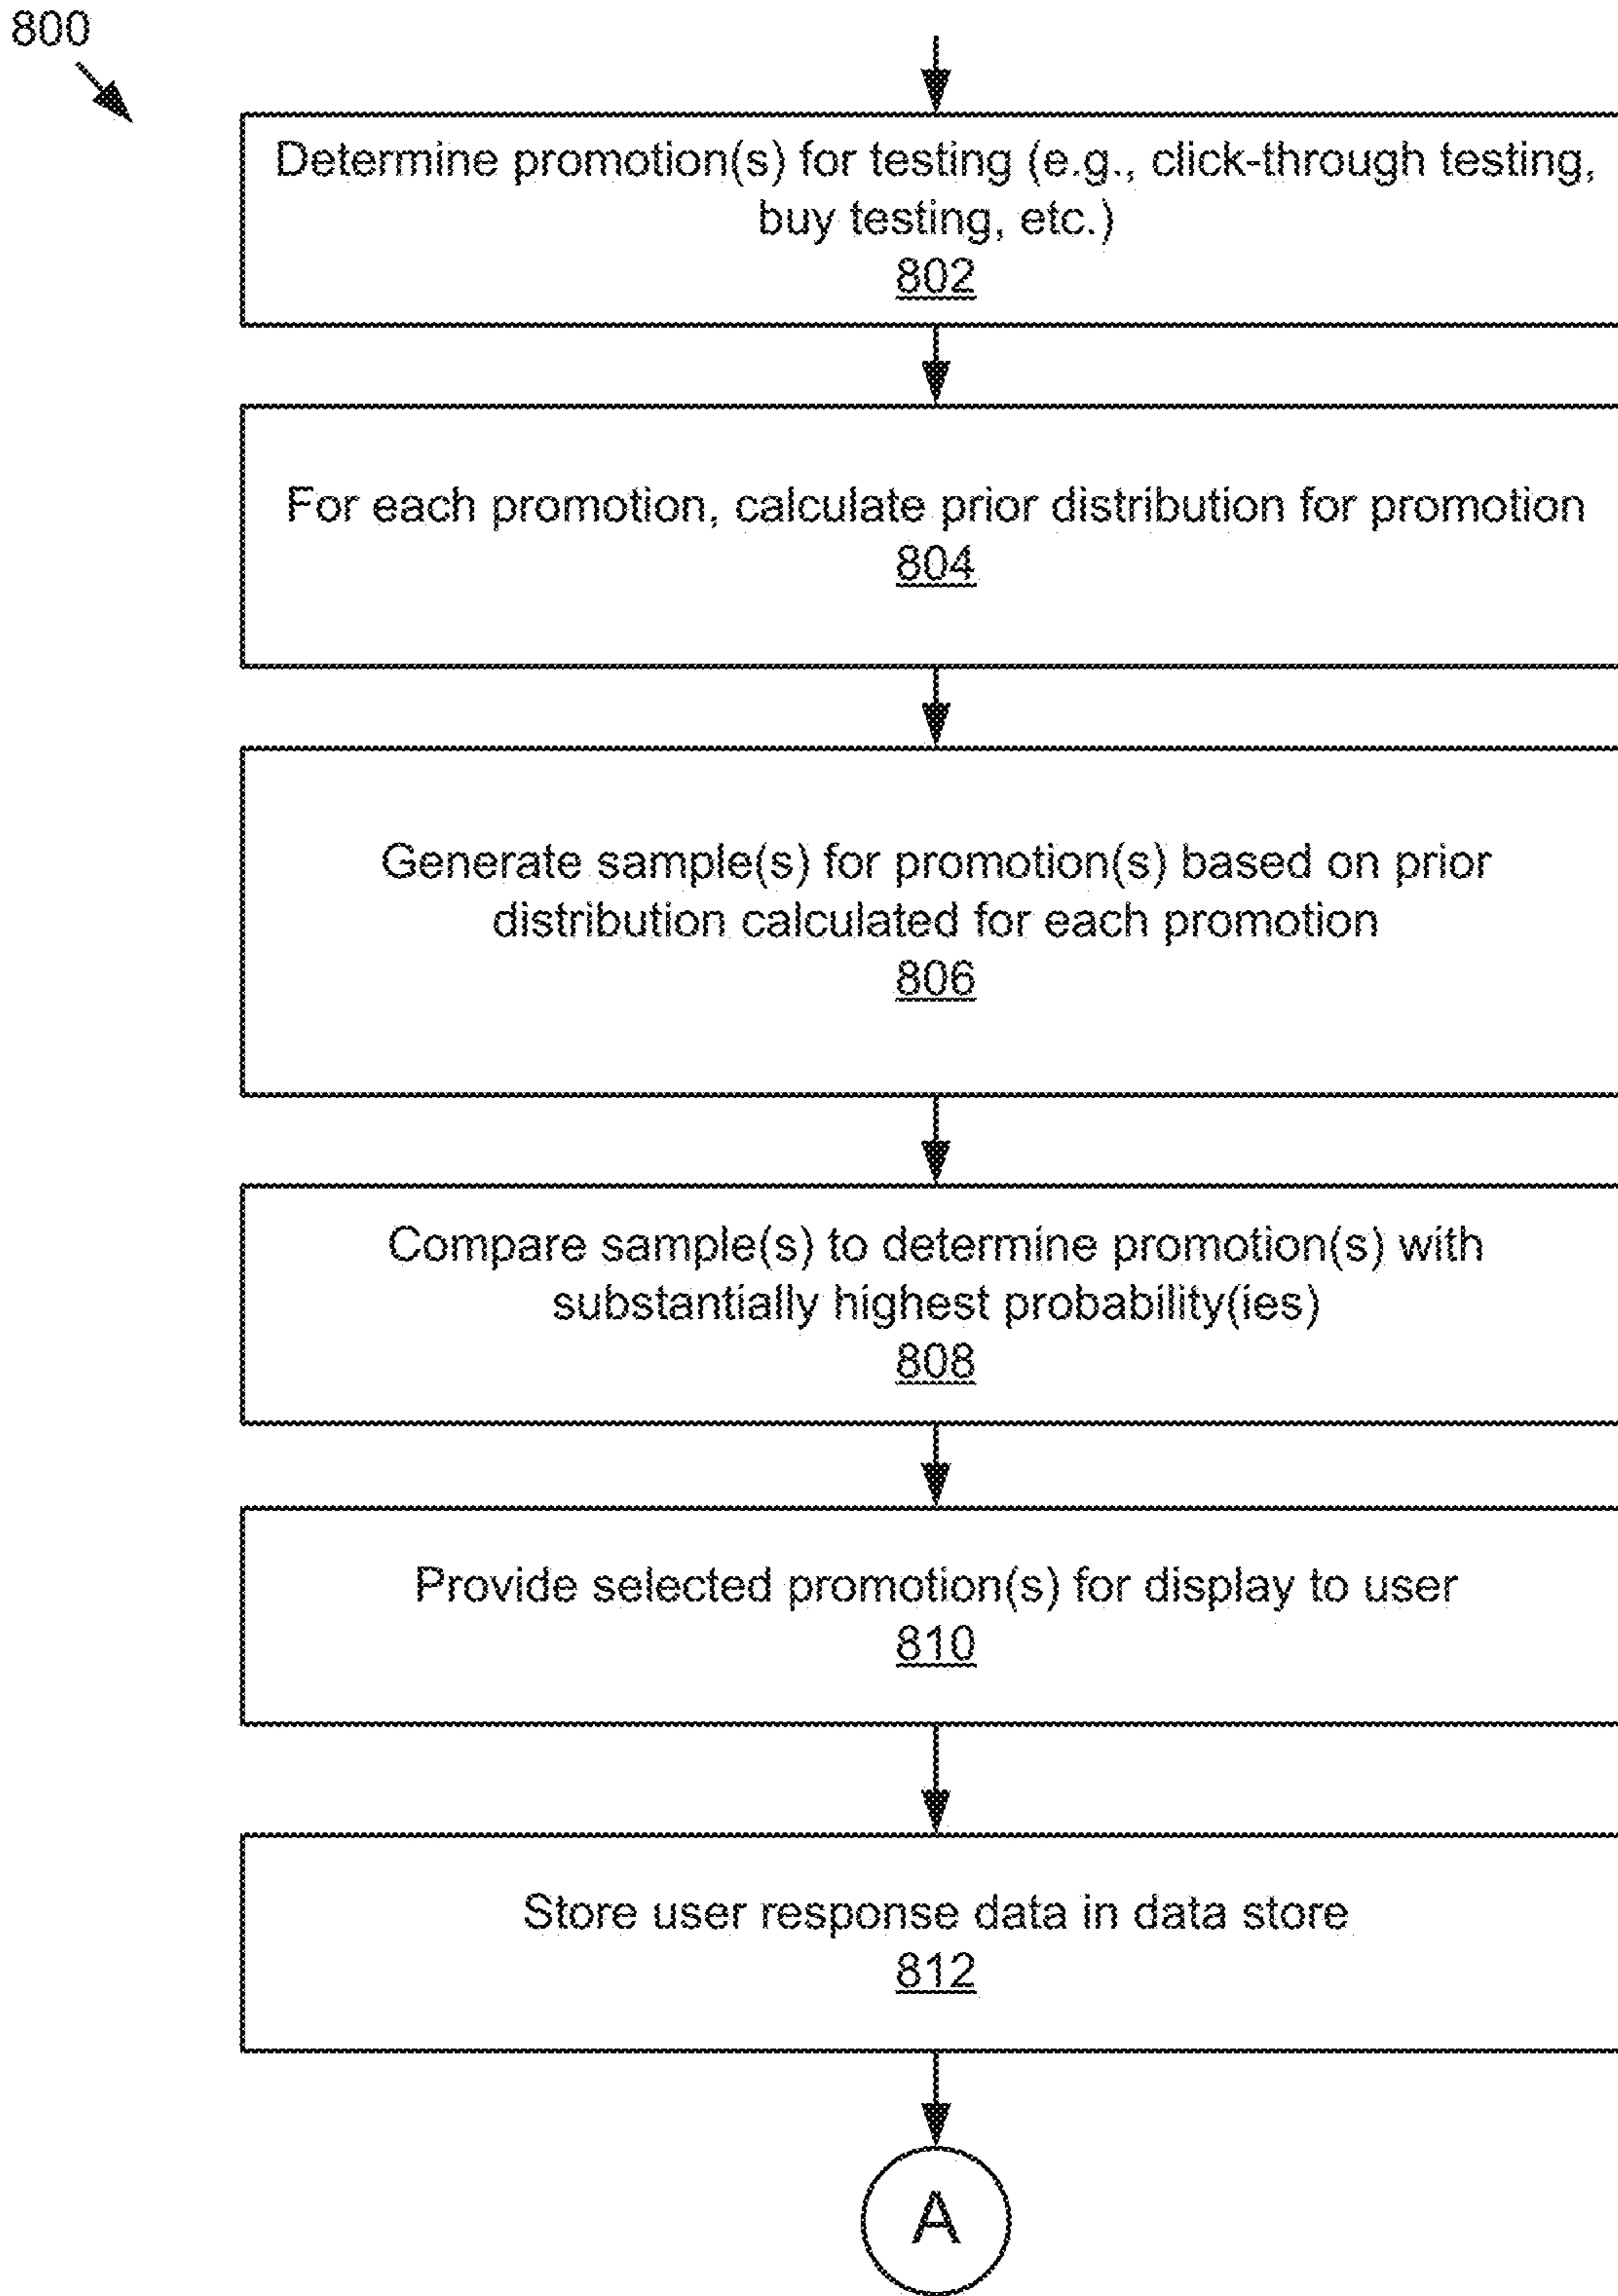 800
Determine promotion(s) for testing (e.g., click-through testing,
buy testing, etc.)
802
For each promotion, calculate prior distribution for promotion
804
Generate sample(s) for promotion(s) based on prior
distribution calculated for each promotion
806
Compare sample(s) to determine promotion(s) with
substantially highest probability(ies)
808
Provide selected promotion(s) for display to user
810
Store user response data in data store
812
A